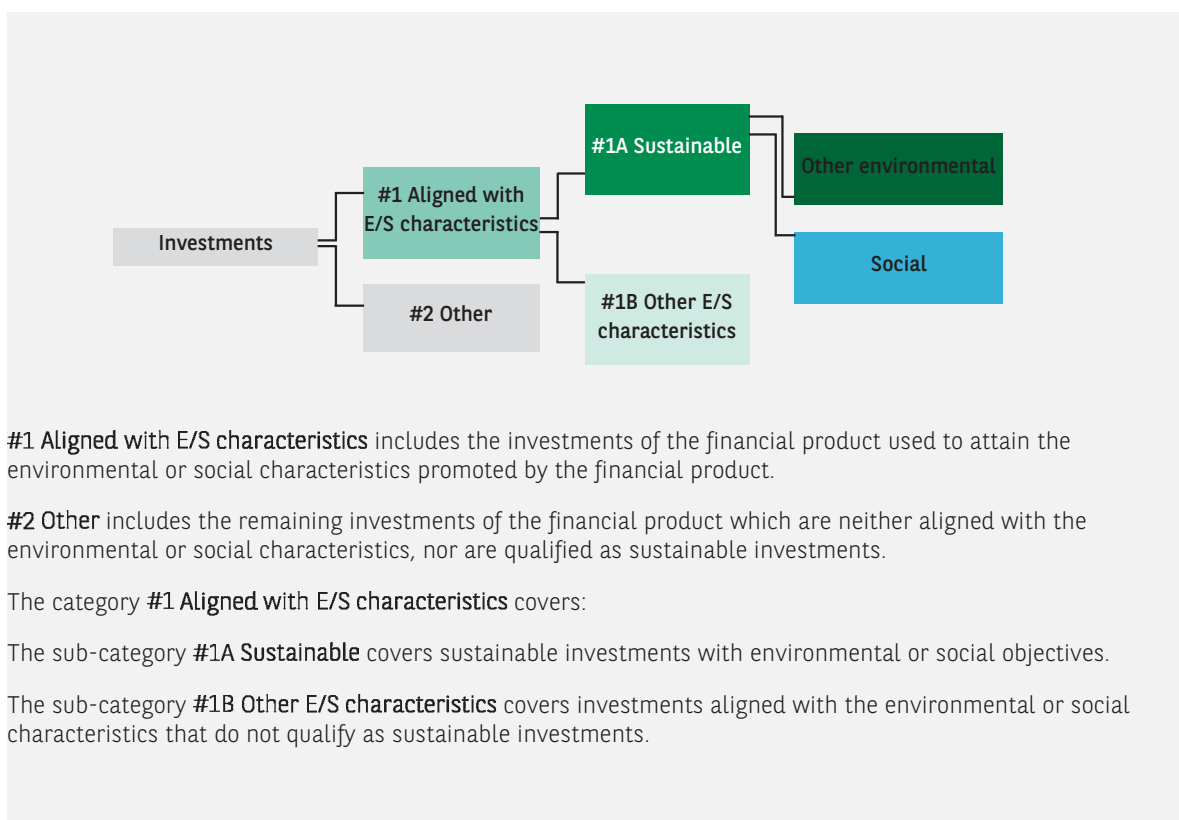 #1A Sustainable
Other environmental
#1 Aligned with
E/S characteristics
Investments
Social
#2 Other
#1B Other E/S
characteristics
#1 Aligned with E/S characteristics includes the investments of the financial product used to attain the
environmental or social characteristics promoted by the financial product.
#2 Other includes the remaining investments of the financial product which are neither aligned with the
environmental or social characteristics, nor are qualified as sustainable investments.
The category #1 Aligned with E/S characteristics covers:
The sub-category #1A Sustainable covers sustainable investments with environmental or social objectives.
The sub-category #1B Other E/S characteristics covers investments aligned with the environmental or social
characteristics that do not qualify as sustainable investments.